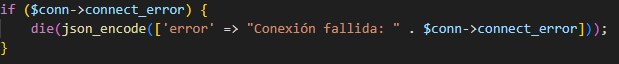 if ($conn->connect_error) {
    die(json_encode(['error' => "Conexión fallida: " . $conn->connect_error]));
}